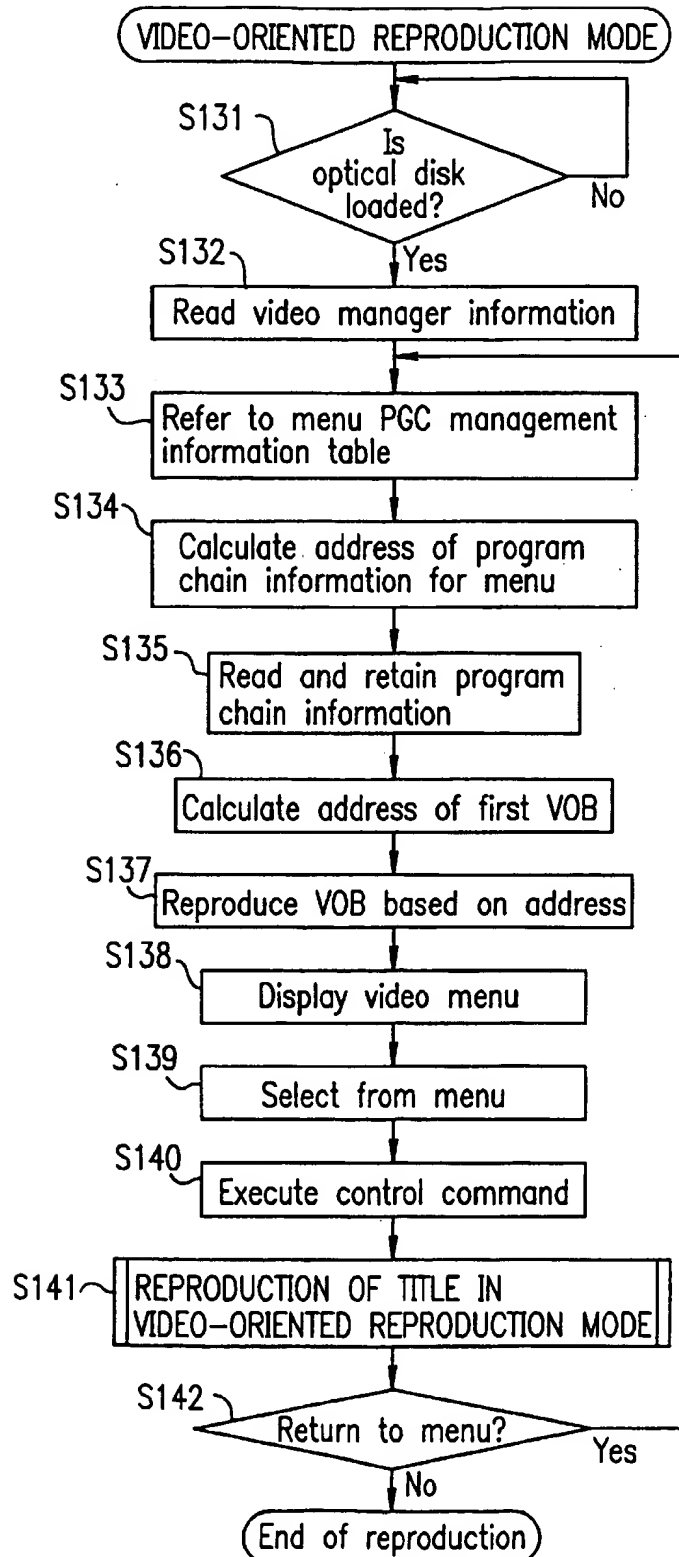 VIDEO-ORIENTED REPRODUCTION MODE
S131
Is
optical disk
loaded?
No
Yes
S132
Read video manager information
S133
Refer to menu PGC management
information table
S134
Calculate address of program
chain information for menu
S135
Read and retain program
chain information
S136
Calculate address of first VOB
S137
Reproduce VOB based on address
S138
Display video menu
S139
Select from menu
S140
Execute control command
S141
REPRODUCTION OF TITLE IN
VIDEO-ORIENTED REPRODUCTION MODE
S142
Return to menu?
Yes
No
End of reproduction